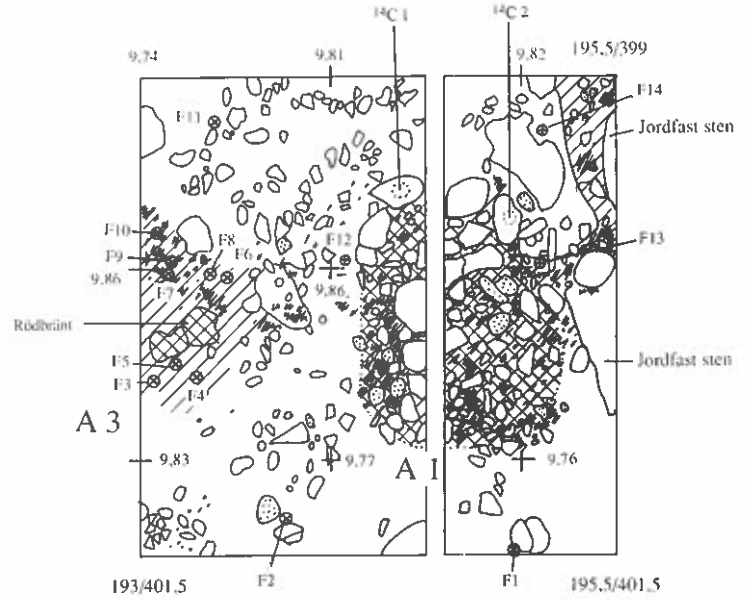 14C 1
14C 2
9,74
9,81
9,82
195,5/399
F11
F14
Jordfast sten
F10
F9
9,86
F7
F8
F6
F12
9,86
F13
Rödbränt
Jordfast sten
F5
F3
F4
A 3
9,83
9,77
A 1
9,76
193/401,5
F2
F1
195,5/401,5